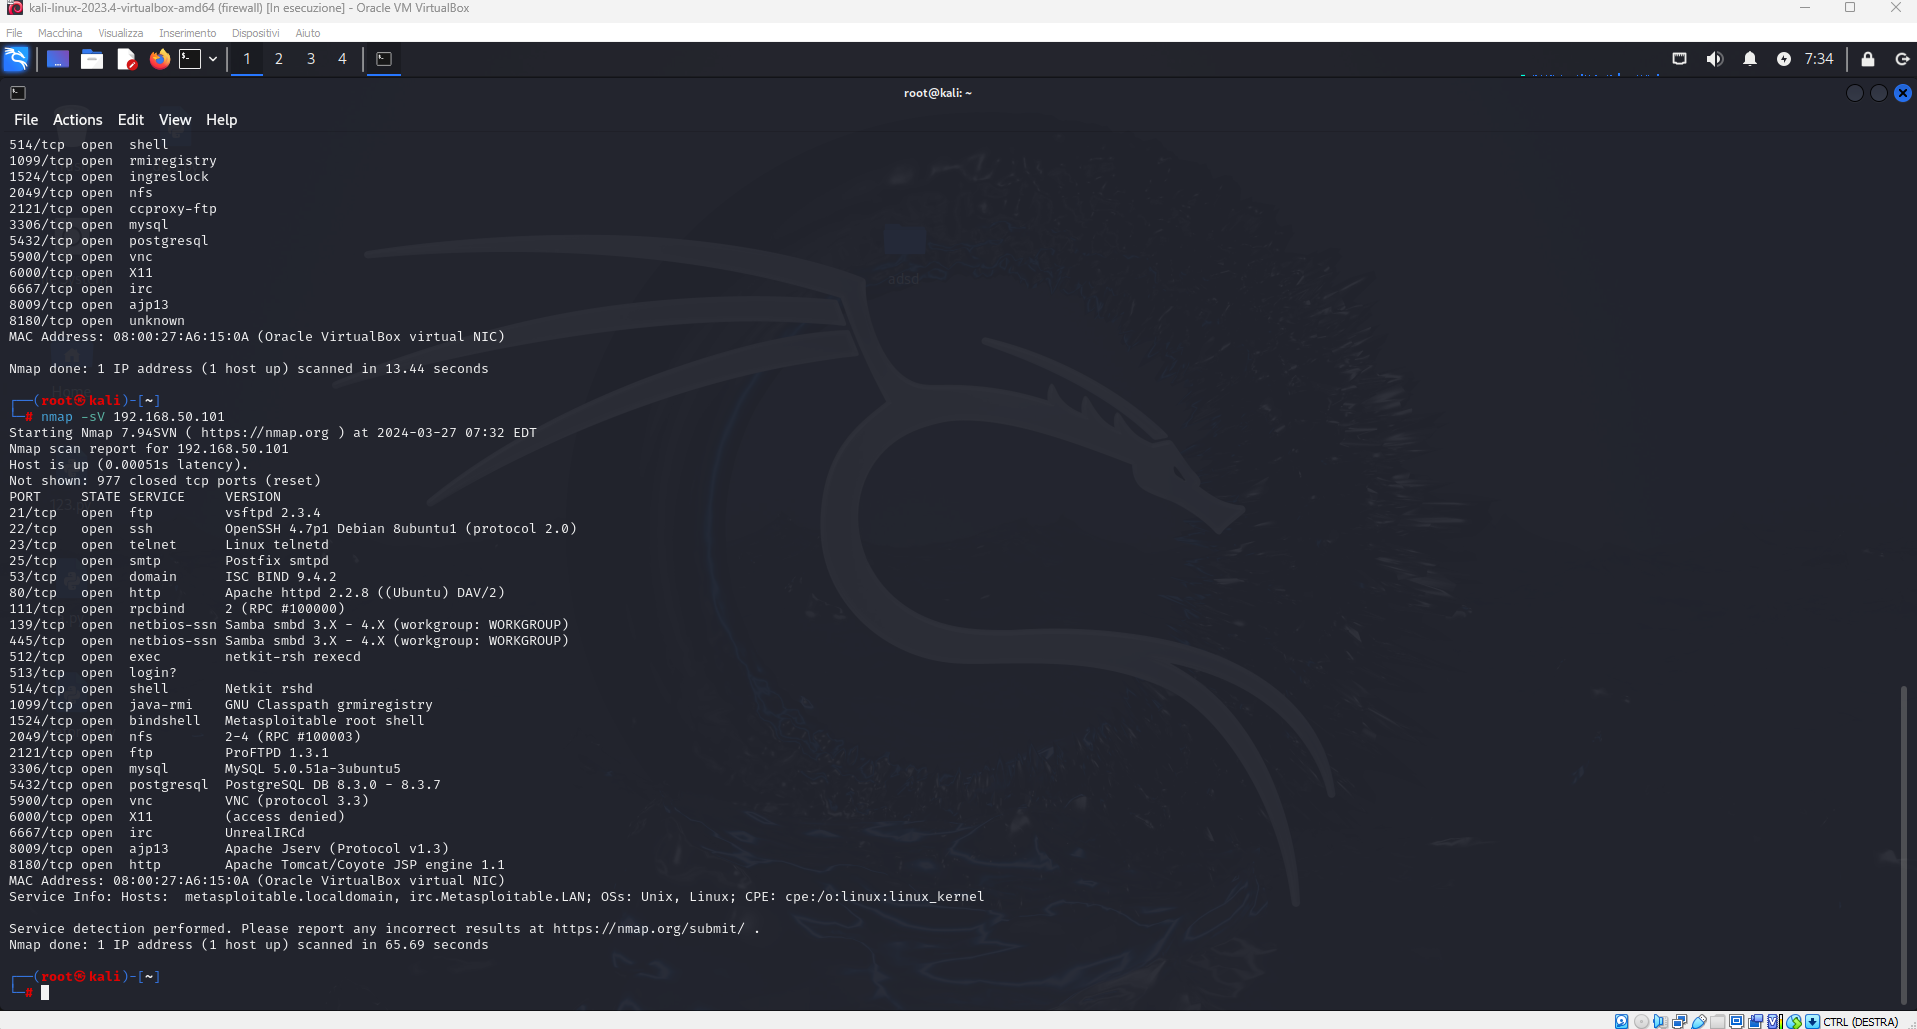 kali-linux-2023.4-virtualbox-amd64 (firewall) [In esecuzione] - Oracle VM VirtualBox
File Macchina Visualizza Inserimento Dispositivi Aiuto
1 2 3 4 7:34
root@kali: ~
File Actions Edit View Help
514/tcp open shell
1099/tcp open rmiregistry
1524/tcp open ingreslock
2049/tcp open nfs
2121/tcp open ccproxy-ftp
3306/tcp open mysql
5432/tcp open postgresql
5900/tcp open vnc
6000/tcp open X11
6667/tcp open irc
8009/tcp open ajp13
8180/tcp open unknown
MAC Address: 08:00:27:A6:15:0A (Oracle VirtualBox virtual NIC)
Nmap done: 1 IP address (1 host up) scanned in 13.44 seconds
┌──(root㉿kali)-[~]
└─# nmap -sV 192.168.50.101
Starting Nmap 7.94SVN ( https://nmap.org ) at 2024-03-27 07:32 EDT
Nmap scan report for 192.168.50.101
Host is up (0.00051s latency).
Not shown: 977 closed tcp ports (reset)
PORT STATE SERVICE VERSION
21/tcp open ftp vsftpd 2.3.4
22/tcp open ssh OpenSSH 4.7p1 Debian 8ubuntu1 (protocol 2.0)
23/tcp open telnet Linux telnetd
25/tcp open smtp Postfix smtpd
53/tcp open domain ISC BIND 9.4.2
80/tcp open http Apache httpd 2.2.8 ((Ubuntu) DAV/2)
111/tcp open rpcbind 2 (RPC #100000)
139/tcp open netbios-ssn Samba smbd 3.X - 4.X (workgroup: WORKGROUP)
445/tcp open netbios-ssn Samba smbd 3.X - 4.X (workgroup: WORKGROUP)
512/tcp open exec netkit-rsh rexecd
513/tcp open login?
514/tcp open shell Netkit rshd
1099/tcp open java-rmi GNU Classpath grmiregistry
1524/tcp open bindshell Metasploitable root shell
2049/tcp open nfs 2-4 (RPC #100003)
2121/tcp open ftp ProFTPD 1.3.1
3306/tcp open mysql MySQL 5.0.51a-3ubuntu5
5432/tcp open postgresql PostgreSQL DB 8.3.0 - 8.3.7
5900/tcp open vnc VNC (protocol 3.3)
6000/tcp open X11 (access denied)
6667/tcp open irc UnrealIRCd
8009/tcp open ajp13 Apache Jserv (Protocol v1.3)
8180/tcp open http Apache Tomcat/Coyote JSP engine 1.1
MAC Address: 08:00:27:A6:15:0A (Oracle VirtualBox virtual NIC)
Service Info: Hosts: metasploitable.localdomain, irc.Metasploitable.LAN; OSs: Unix, Linux; CPE: cpe:/o:linux:linux_kernel
Service detection performed. Please report any incorrect results at https://nmap.org/submit/ .
Nmap done: 1 IP address (1 host up) scanned in 65.69 seconds
┌──(root㉿kali)-[~]
└─#
adsd
CTRL (DESTRA)